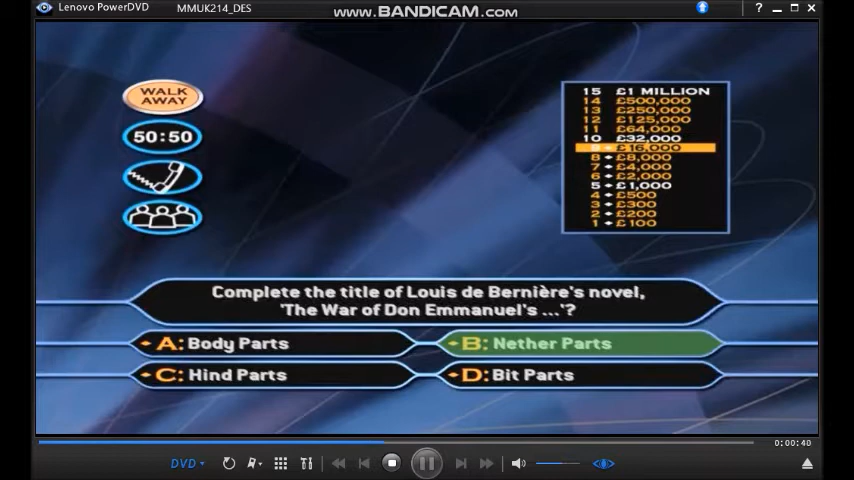 Lenovo PowerDVD
MMUK214_DES
www.BANDICAM.com
?
WALK
AWAY
50:50
15 £1 MILLION
14 £500,000
13 £250,000
12 £125,000
11 £64,000
10 £32,000
9 £16,000
8 £8,000
7 £4,000
6 £2,000
5 £1,000
4 £500
3 £300
2 £200
1 £100
Complete the title of Louis de Bernière's novel,
'The War of Don Emmanuel's ...'?
A: Body Parts
B: Nether Parts
C: Hind Parts
D: Bit Parts
0:00:40
DVD